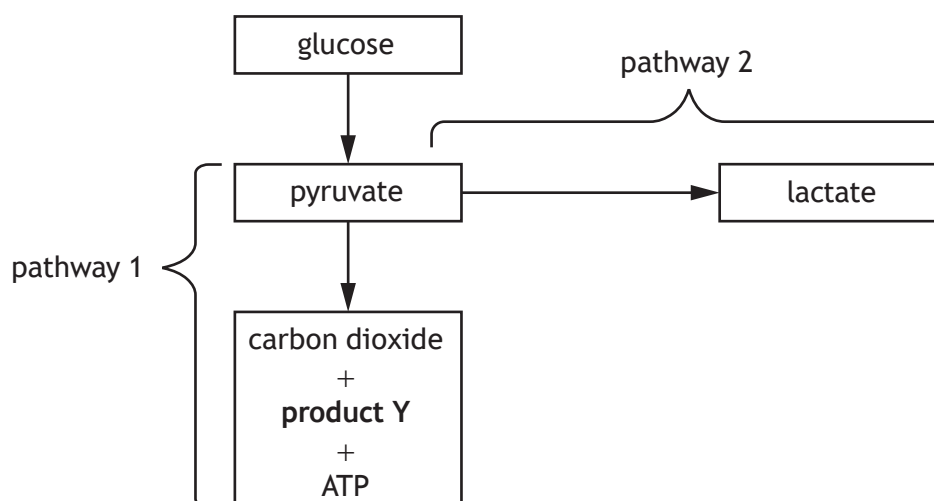 glucose
pathway 2
pyruvate
lactate
pathway 1
carbon dioxide
+
product Y
+
ATP